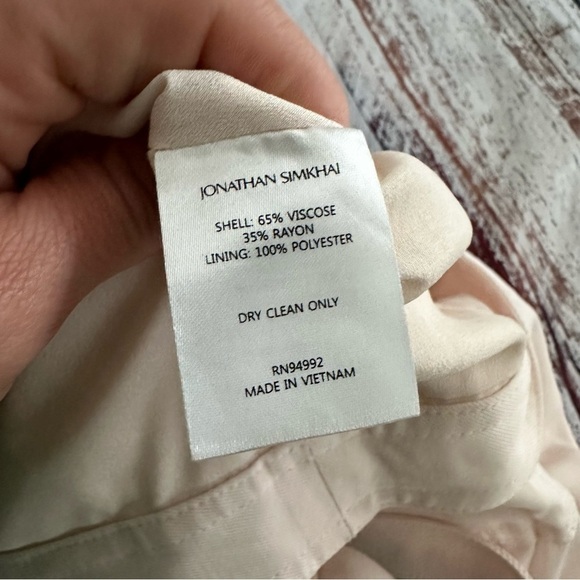 JONATHAN SIMKHAI
SHELL: 65% VISCOSE
35% RAYON
LINING: 100% POLYESTER
DRY CLEAN ONLY
RN94992
MADE IN VIETNAM